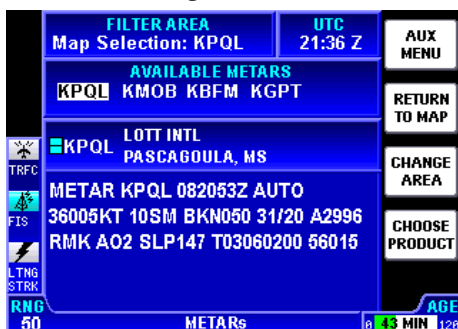 FILTER AREA
Map Selection: KPQL
UTC
21:36 Z
AUX
MENU
AVAILABLE METARS
KPQL KMOB KBFM KGPT
RETURN
TO MAP
KPQL
LOTT INTL
PASCAGOULA, MS
CHANGE
AREA
TRFC
METAR KPQL 082053Z AUTO
36005KT 10SM BKN050 31/20 A2996
RMK AO2 SLP147 T03060200 56015
FIS
CHOOSE
PRODUCT
LTNG
STRK
RNG
50
METARs
AGE
0 43 MIN 120